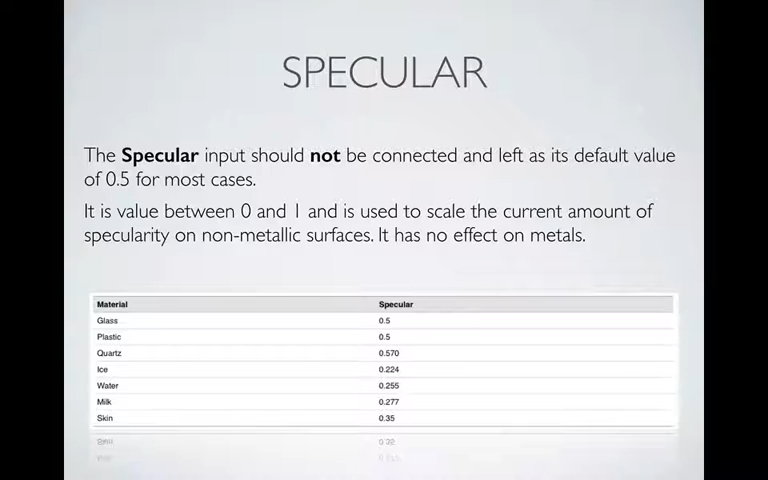 SPECULAR
The Specular input should not be connected and left as its default value
of 0.5 for most cases.
It is value between 0 and 1 and is used to scale the current amount of
specularity on non-metallic surfaces. It has no effect on metals.
Material Specular
Glass 0.5
Plastic 0.5
Quartz 0.570
Ice 0.224
Water 0.255
Milk 0.277
Skin 0.35